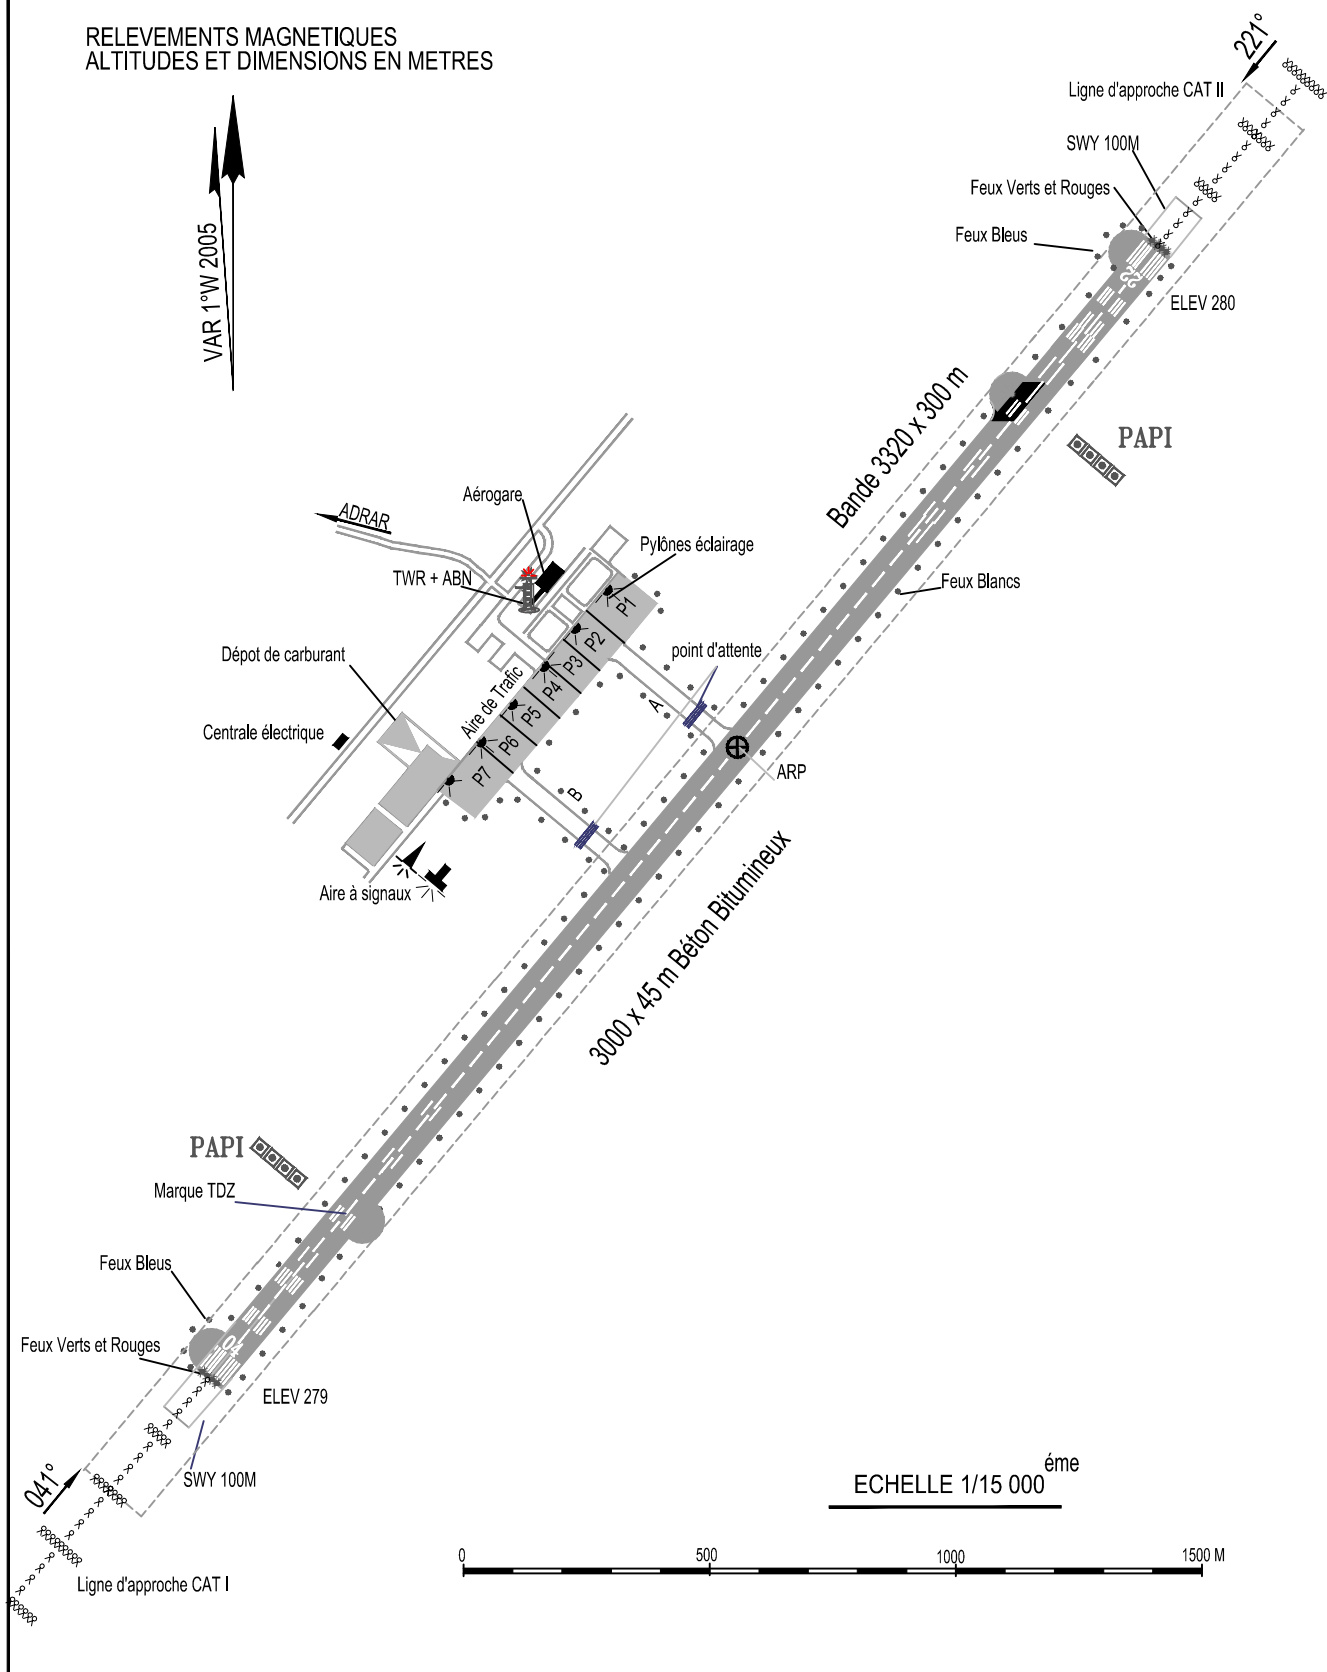 RELEVEMENTS MAGNETIQUES
ALTITUDES ET DIMENSIONS EN METRES
221°
Ligne d'approche CAT II
SWY 100M
Feux Verts et Rouges
Feux Bleus
VAR 1°W 2005
22
ELEV 280
Bande 3320 x 300 m
PAPI
Aérogare
ADRAR
Pylônes éclairage
TWR + ABN
Feux Blancs
P1
P2
P3
P4
P5
P6
P7
Aire de Trafic
point d'attente
Dépot de carburant
A
Centrale électrique
ARP
B
Aire à signaux
3000 x 45 m Béton Bitumineux
PAPI
Marque TDZ
Feux Bleus
Feux Verts et Rouges
04
ELEV 279
SWY 100M
041°
Ligne d'approche CAT I
ECHELLE 1/15 000 éme
0 500 1000 1500 M